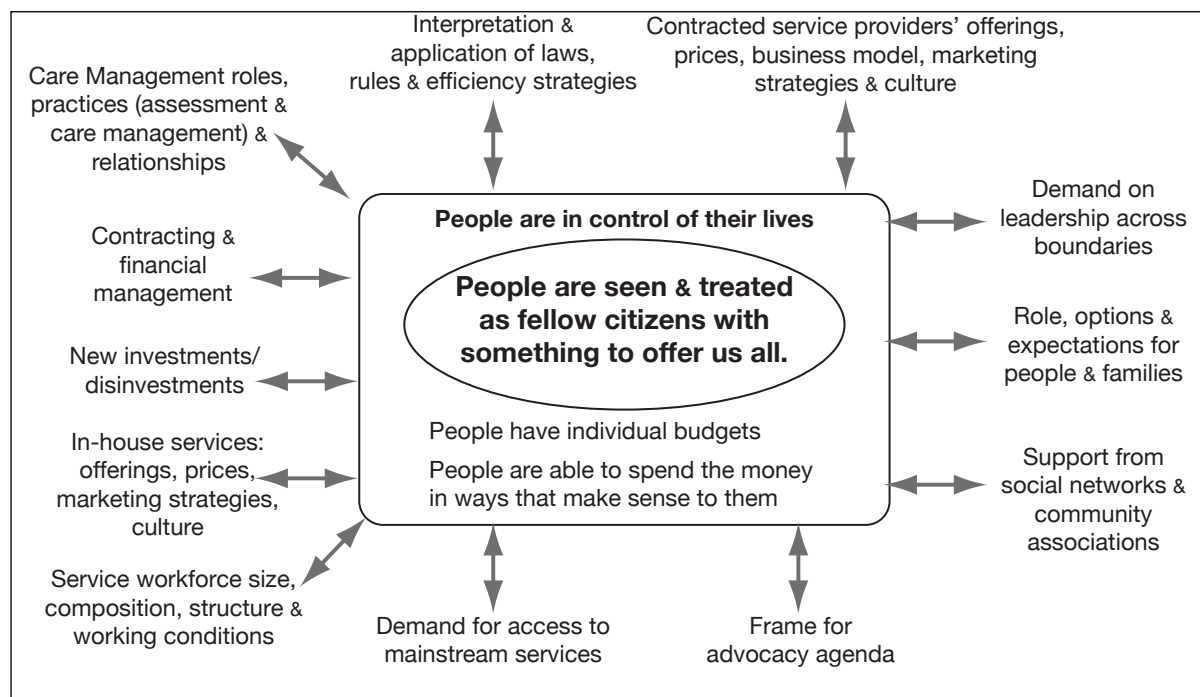 Interpretation &
application of laws,
rules & efficiency strategies
Contracted service providers’ offerings,
prices, business model, marketing
strategies & culture
Care Management roles,
practices (assessment &
care management) &
relationships
Contracting &
financial
management
New investments/
disinvestments
In-house services:
offerings, prices,
marketing strategies,
culture
Service workforce size,
composition, structure &
working conditions
People are in control of their lives
People are seen & treated
as fellow citizens with
something to offer us all.
People have individual budgets
People are able to spend the money
in ways that make sense to them
Demand on
leadership across
boundaries
Role, options &
expectations for
people & families
Support from
social networks &
community
associations
Demand for access to
mainstream services
Frame for
advocacy agenda